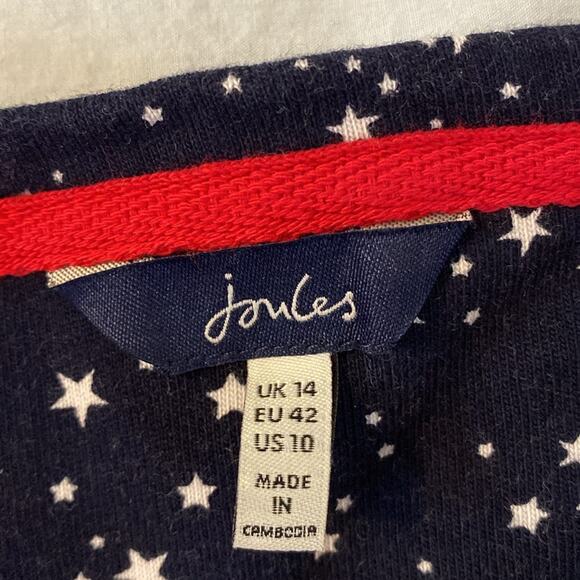 Joules
UK 14
EU 42
US 10
MADE
IN
CAMBODIA